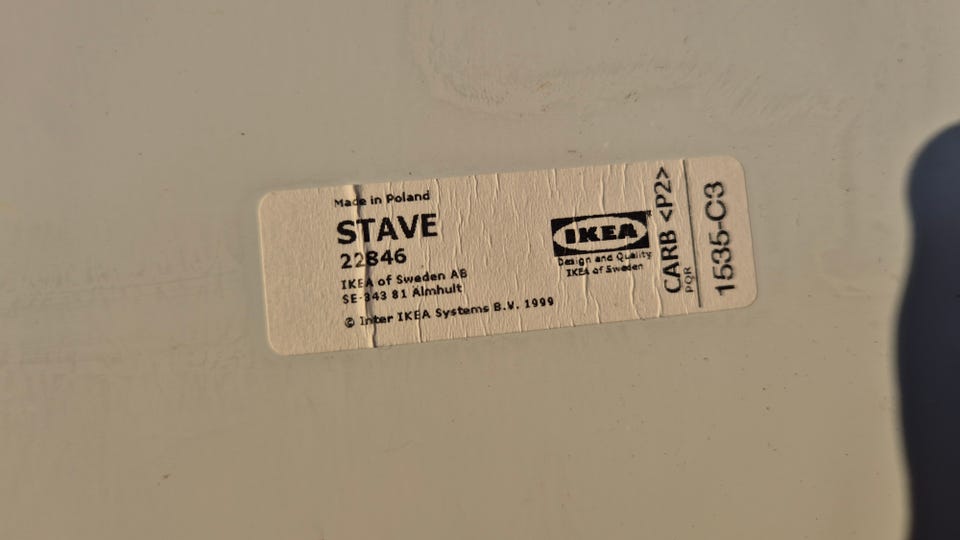 Made in Poland
STAVE
22846
IKEA of Sweden AB
SE-343 81 Älmhult
© Inter IKEA Systems B.V. 1999
IKEA®
Design and Quality
IKEA of Sweden
CARB <P2>
PQR
1535-C3